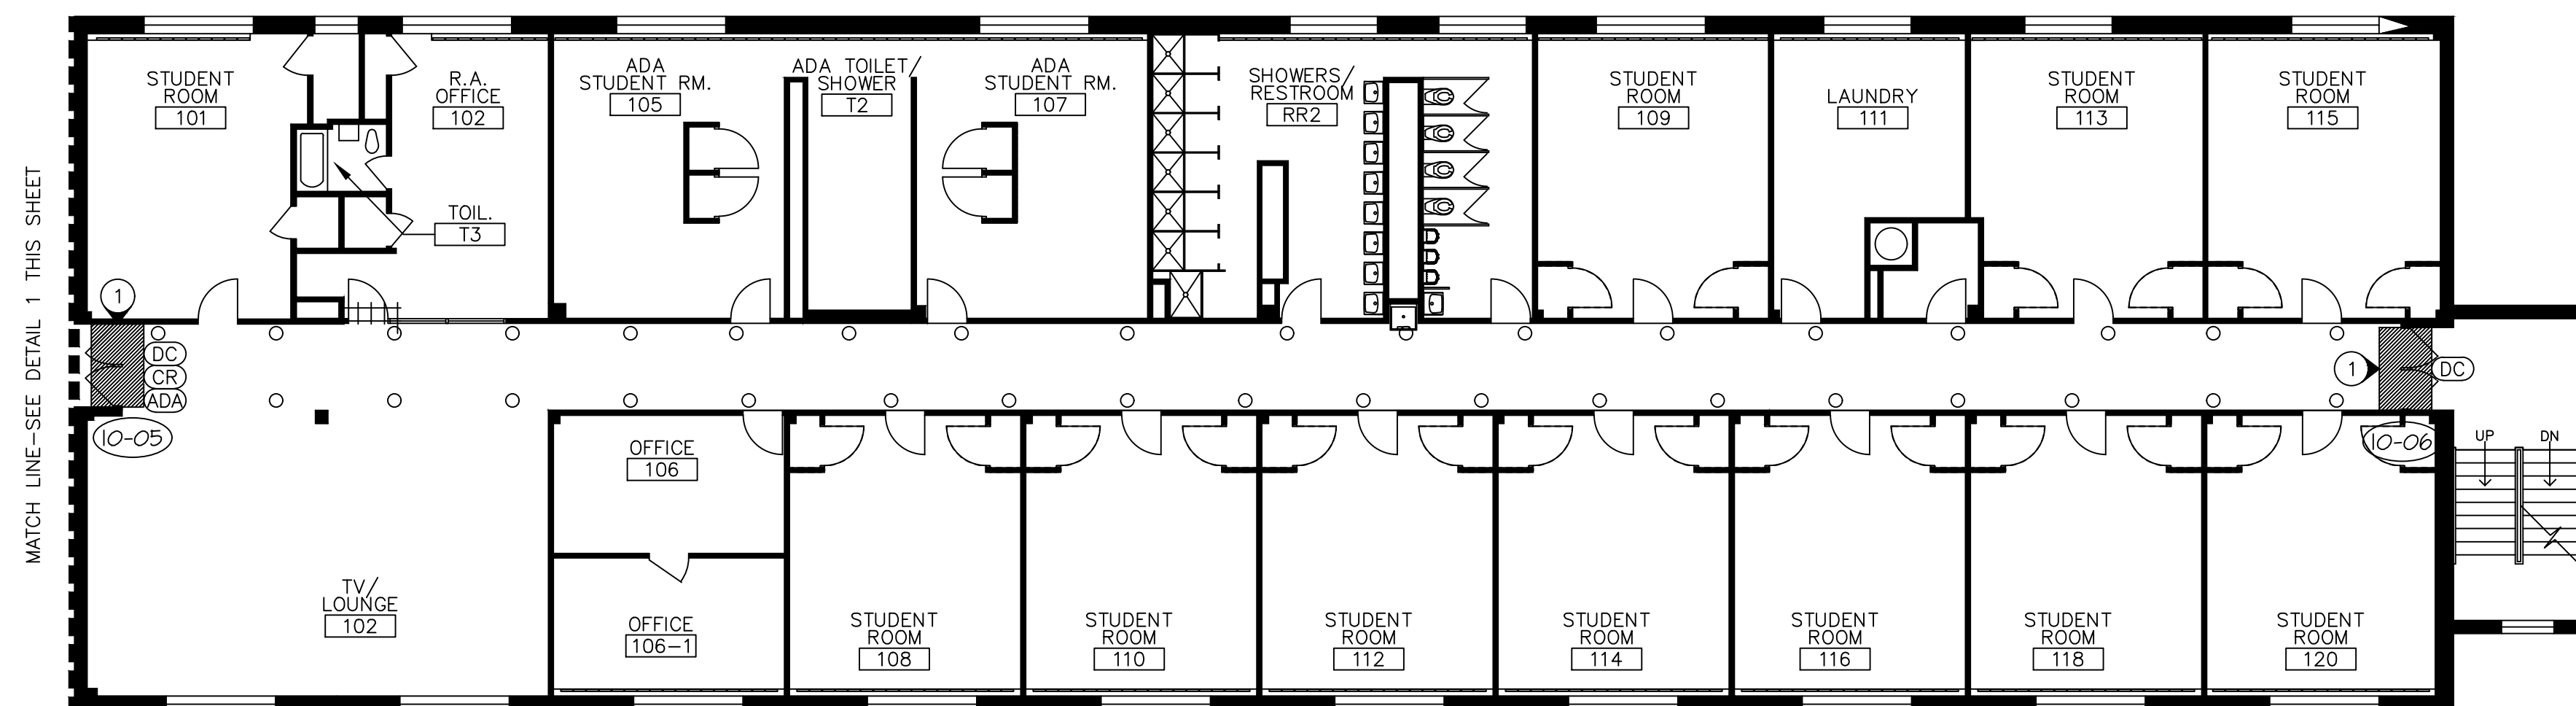 MATCH LINE-SEE DETAIL 1 THIS SHEET
STUDENT
ROOM
101
R.A.
OFFICE
102
TOIL.
T3
ADA
STUDENT RM.
105
ADA TOILET/
SHOWER
T2
ADA
STUDENT RM.
107
SHOWERS/
RESTROOM
RR2
STUDENT
ROOM
109
LAUNDRY
111
STUDENT
ROOM
113
STUDENT
ROOM
115
1
DC
CR
ADA
10-05
1
DC
10-06
UP
DN
TV/
LOUNGE
102
OFFICE
106
OFFICE
106-1
STUDENT
ROOM
108
STUDENT
ROOM
110
STUDENT
ROOM
112
STUDENT
ROOM
114
STUDENT
ROOM
116
STUDENT
ROOM
118
STUDENT
ROOM
120